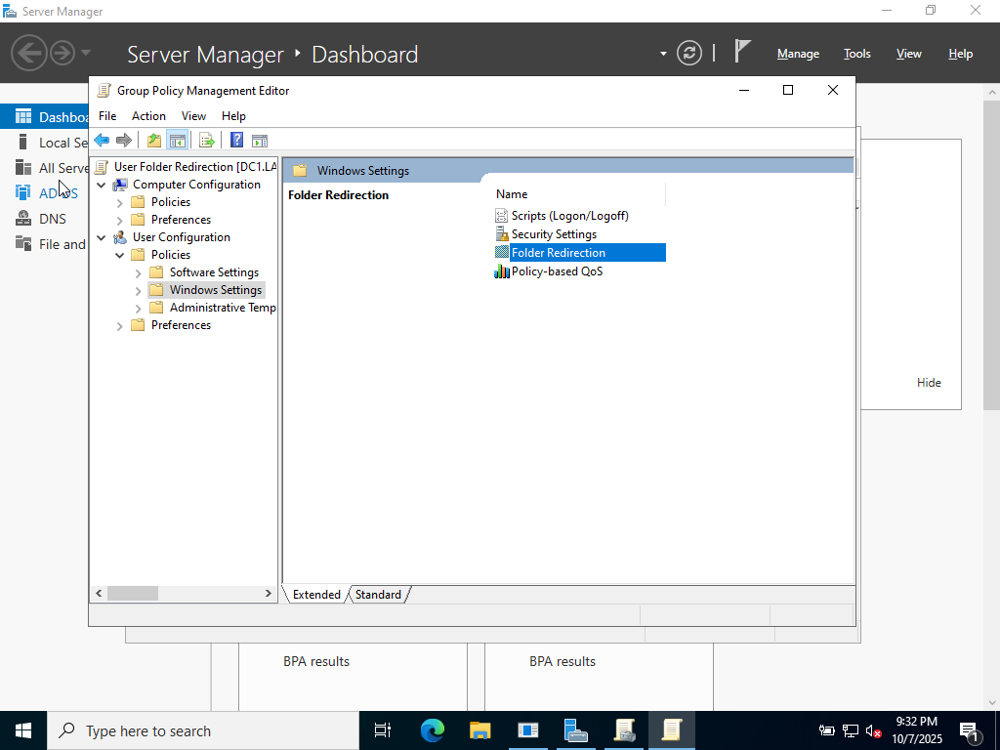 Server Manager
Server Manager ‣ Dashboard
Manage
Tools
View
Help
Dashboa
Local Se
All Serve
DNS
File and
Group Policy Management Editor
File
Action
View
Help
User Folder Redirection [DC1.LA
Computer Configuration
Policies
Preferences
User Configuration
Policies
Software Settings
Windows Settings
Administrative Temp
Preferences
Windows Settings
Folder Redirection
Name
Scripts (Logon/Logoff)
Security Settings
Folder Redirection
Policy-based QoS
Extended
Standard
Hide
BPA results
BPA results
Type here to search
9:32 PM
10/7/2025
1